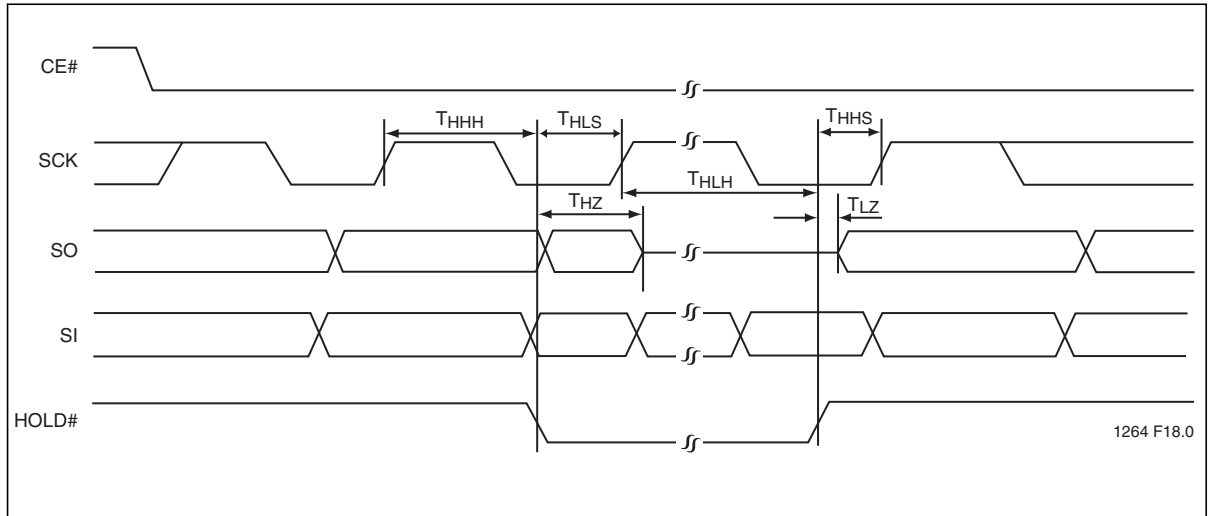 CE#
THHH
THLS
THHS
SCK
THLH
THZ
TLZ
SO
SI
HOLD#
1264 F18.0